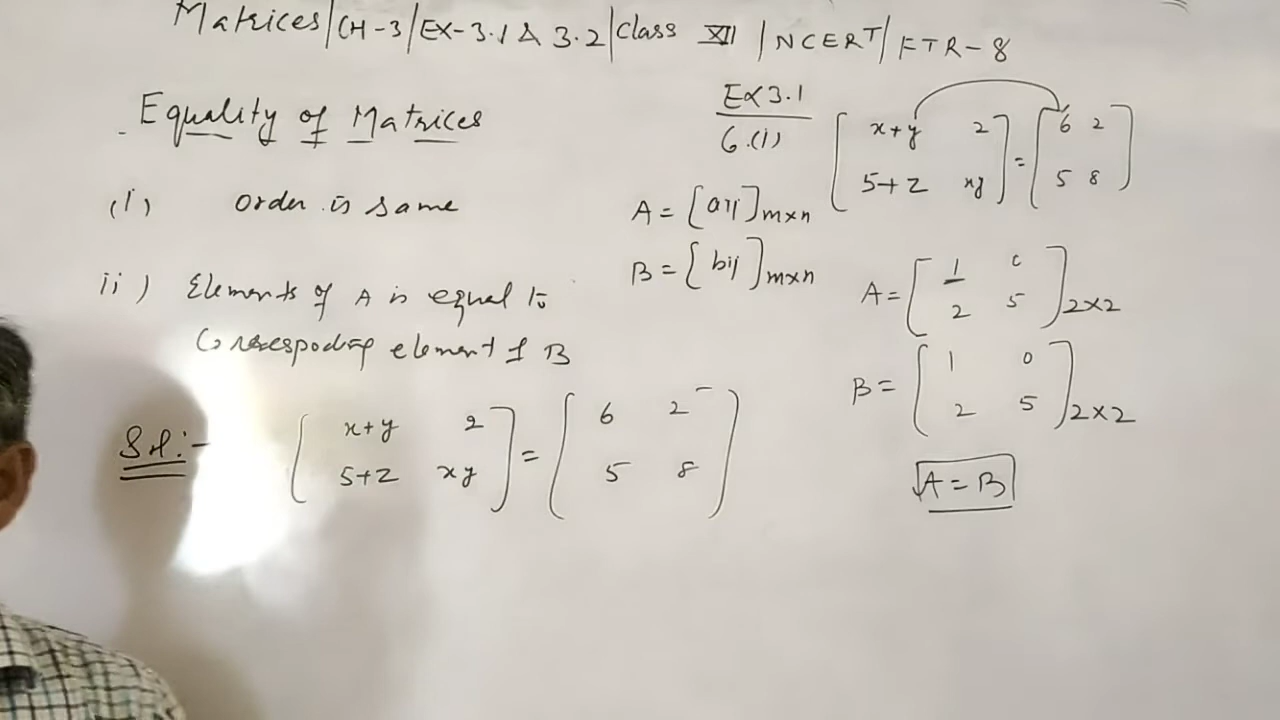 Matrices/CH-3/EX-3.1 & 3.2/Class XII/NCERT/FTR-8
Equality of Matrices
(i) order is same
ii) Elements of A is equal to
Correspoding element of B
Sol:- [ x+y 2 ] = [ 6 2 ]
[ 5+z xy ] [ 5 8 ]
EX 3.1
6.(i)
[ x+y 2 ] = [ 6 2 ]
[ 5+z xy ] [ 5 8 ]
A = [aij]m×n
B = [bij]m×n
A = [ 1 0 ]
[ 2 5 ]2×2
B = [ 1 0 ]
[ 2 5 ]2×2
A = B